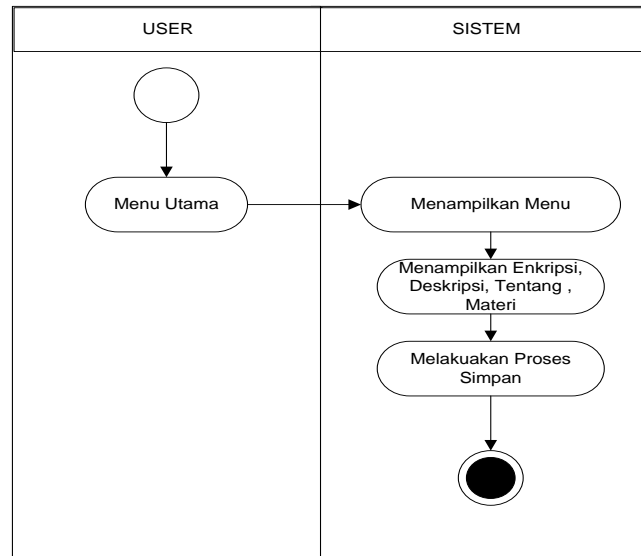 USER
SISTEM
Menu Utama
Menampilkan Menu
Menampilkan Enkripsi,
Deskripsi, Tentang ,
Materi
Melakuakan Proses
Simpan